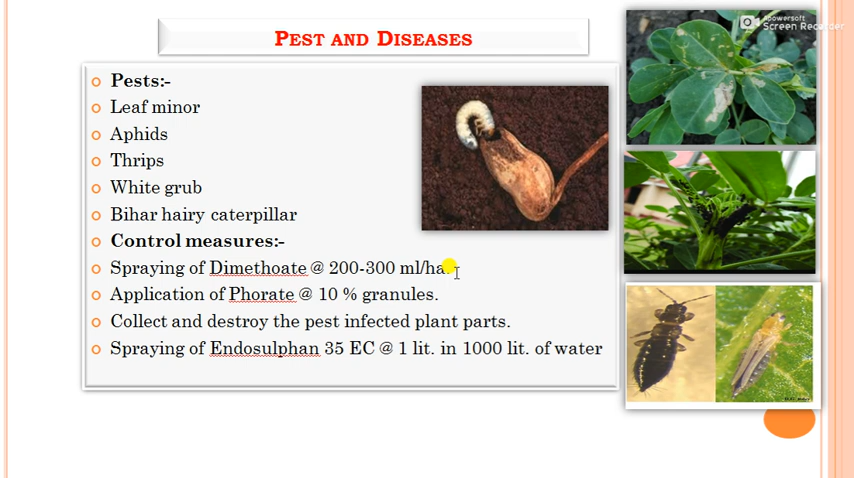 PEST AND DISEASES
Apowersoft
Screen Recorder
Pests:-
Leaf minor
Aphids
Thrips
White grub
Bihar hairy caterpillar
Control measures:-
Spraying of Dimethoate @ 200-300 ml/ha.
Application of Phorate @ 10 % granules.
Collect and destroy the pest infected plant parts.
Spraying of Endosulphan 35 EC @ 1 lit. in 1000 lit. of water